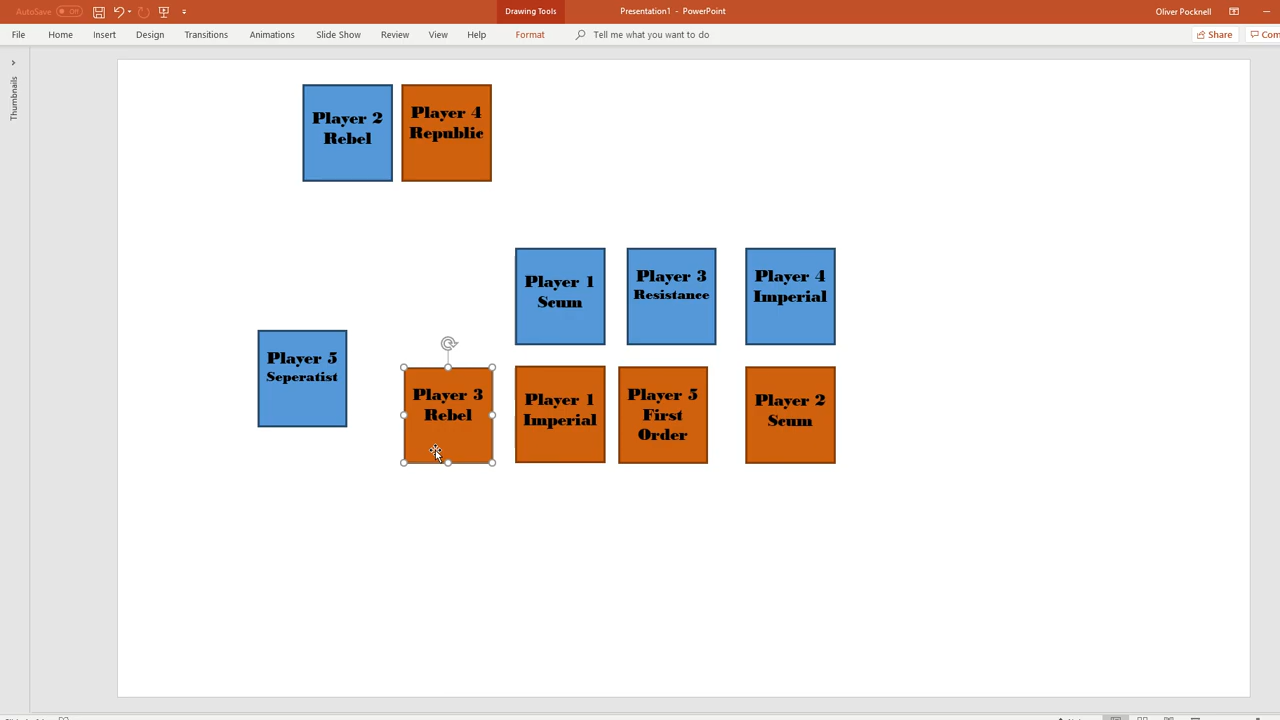 AutoSave Off
Drawing Tools
Presentation1 - PowerPoint
Oliver Pocknell
File Home Insert Design Transitions Animations Slide Show Review View Help Format Tell me what you want to do Share
Thumbnails
Player 2
Rebel
Player 4
Republic
Player 1
Scum
Player 3
Resistance
Player 4
Imperial
Player 5
Seperatist
Player 3
Rebel
Player 1
Imperial
Player 5
First
Order
Player 2
Scum